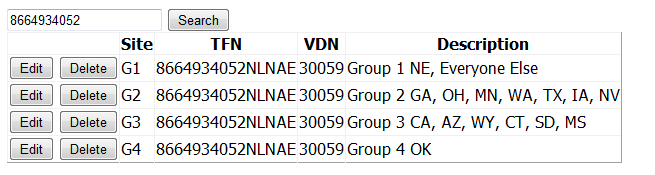 8664934052 Search
Site TFN VDN Description
Edit Delete G1 8664934052NLNAE 30059 Group 1 NE, Everyone Else
Edit Delete G2 8664934052NLNAE 30059 Group 2 GA, OH, MN, WA, TX, IA, NV
Edit Delete G3 8664934052NLNAE 30059 Group 3 CA, AZ, WY, CT, SD, MS
Edit Delete G4 8664934052NLNAE 30059 Group 4 OK